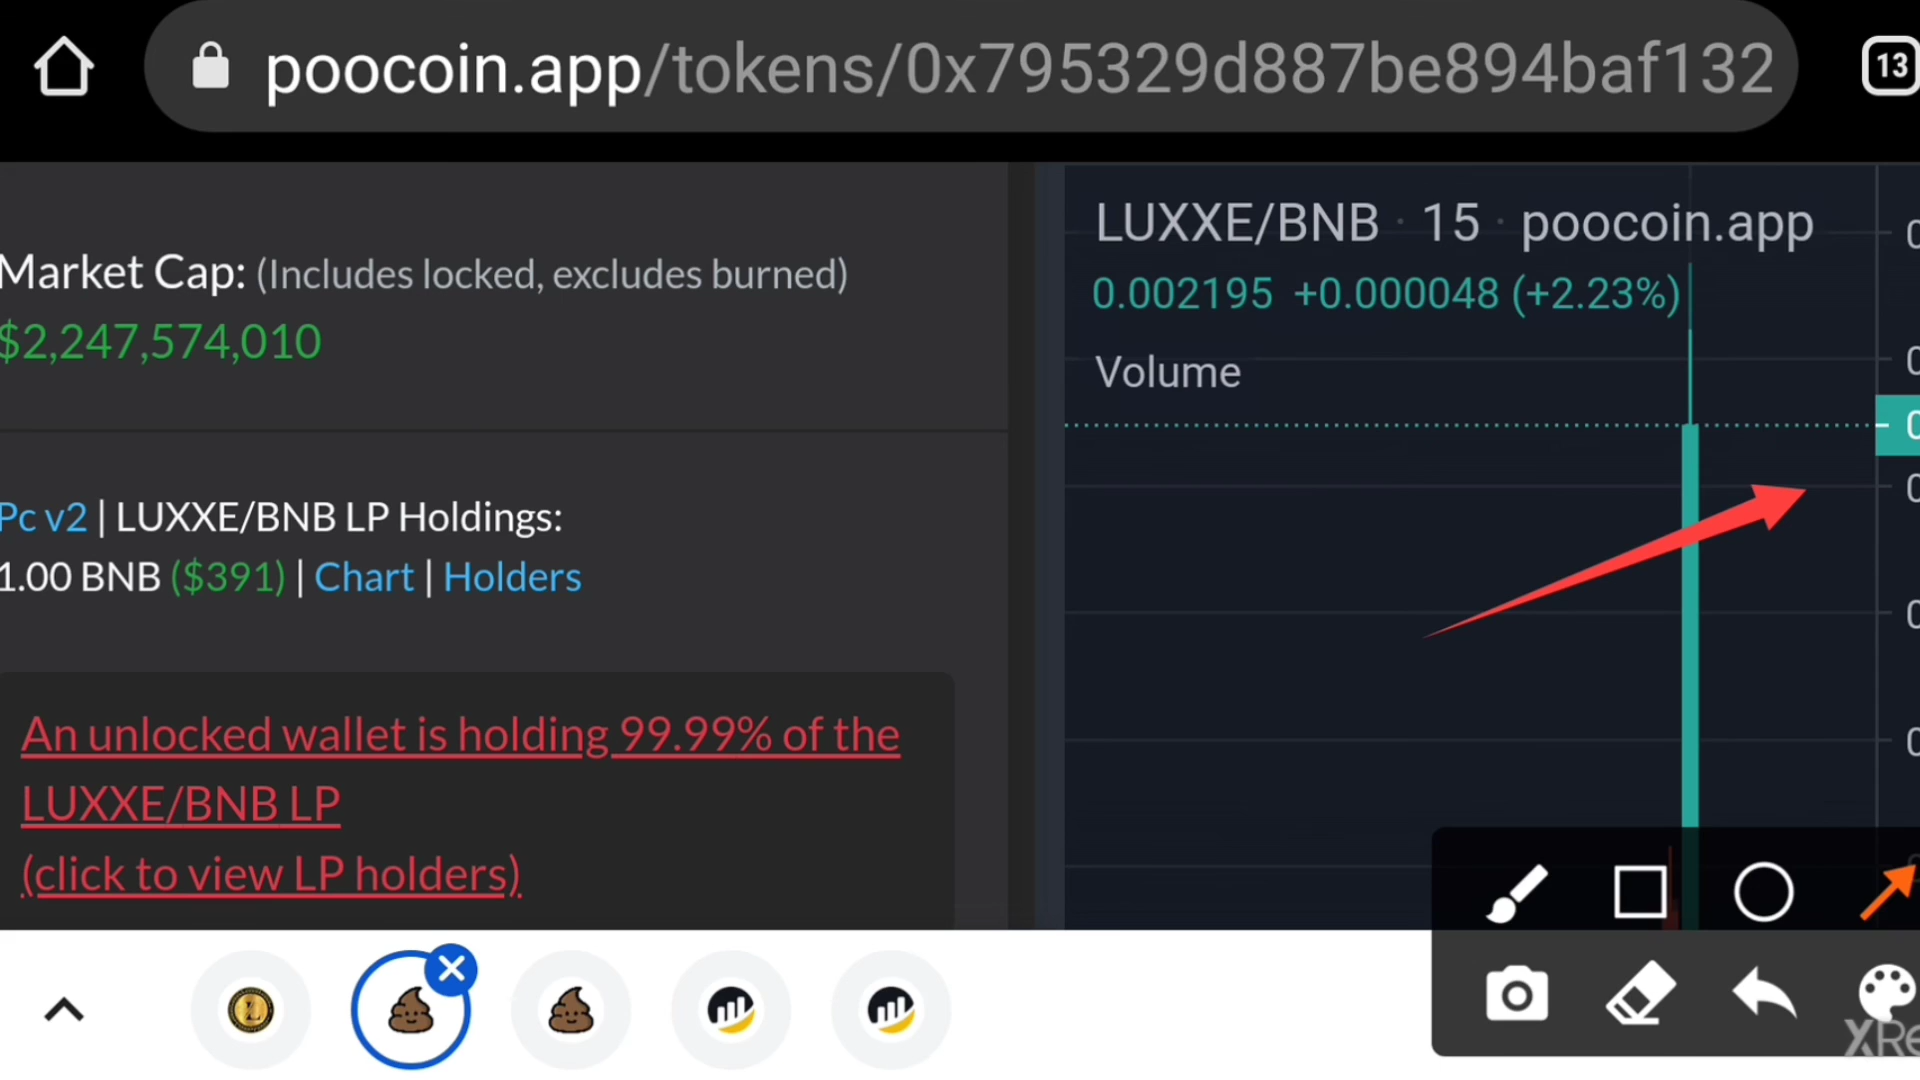 poocoin.app/tokens/0x795329d887be894baf132
13
Market Cap: (Includes locked, excludes burned)
$2,247,574,010
Pc v2 | LUXXE/BNB LP Holdings:
1.00 BNB ($391) | Chart | Holders
An unlocked wallet is holding 99.99% of the
LUXXE/BNB LP
(click to view LP holders)
LUXXE/BNB · 15 · poocoin.app
0.002195 +0.000048 (+2.23%)
Volume